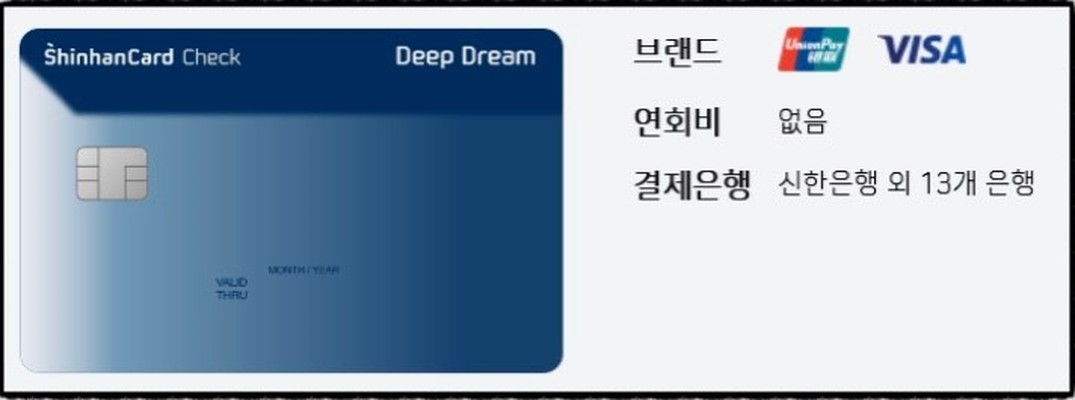 ShinhanCard Check
Deep Dream
MONTH / YEAR
VALID
THRU
브랜드 UnionPay 银联 VISA
연회비 없음
결제은행 신한은행 외 13개 은행